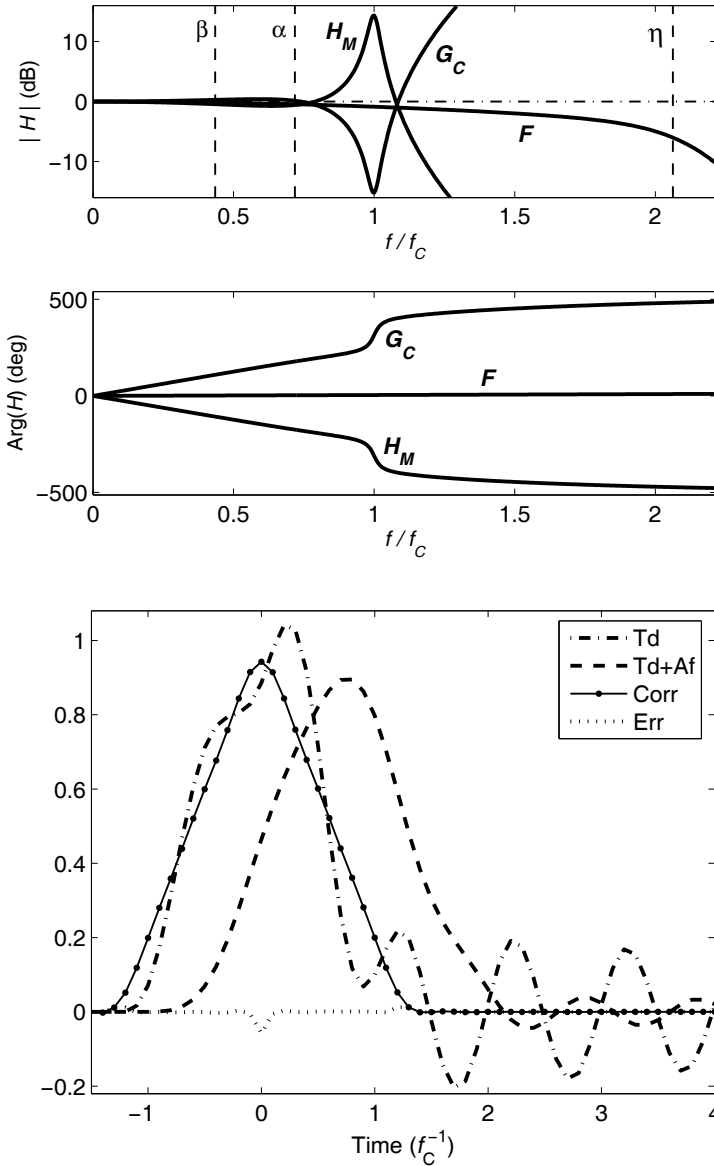 10
0
−10
| H | (dB)
β
α
H_M
G_C
η
F
0
0.5
1
1.5
2
f / f_C
500
0
−500
Arg(H) (deg)
G_C
F
H_M
0
0.5
1
1.5
2
f / f_C
1
0.8
0.6
0.4
0.2
0
−0.2
Td
Td+Af
Corr
Err
−1
0
1
2
3
4
Time (f_C^−1)